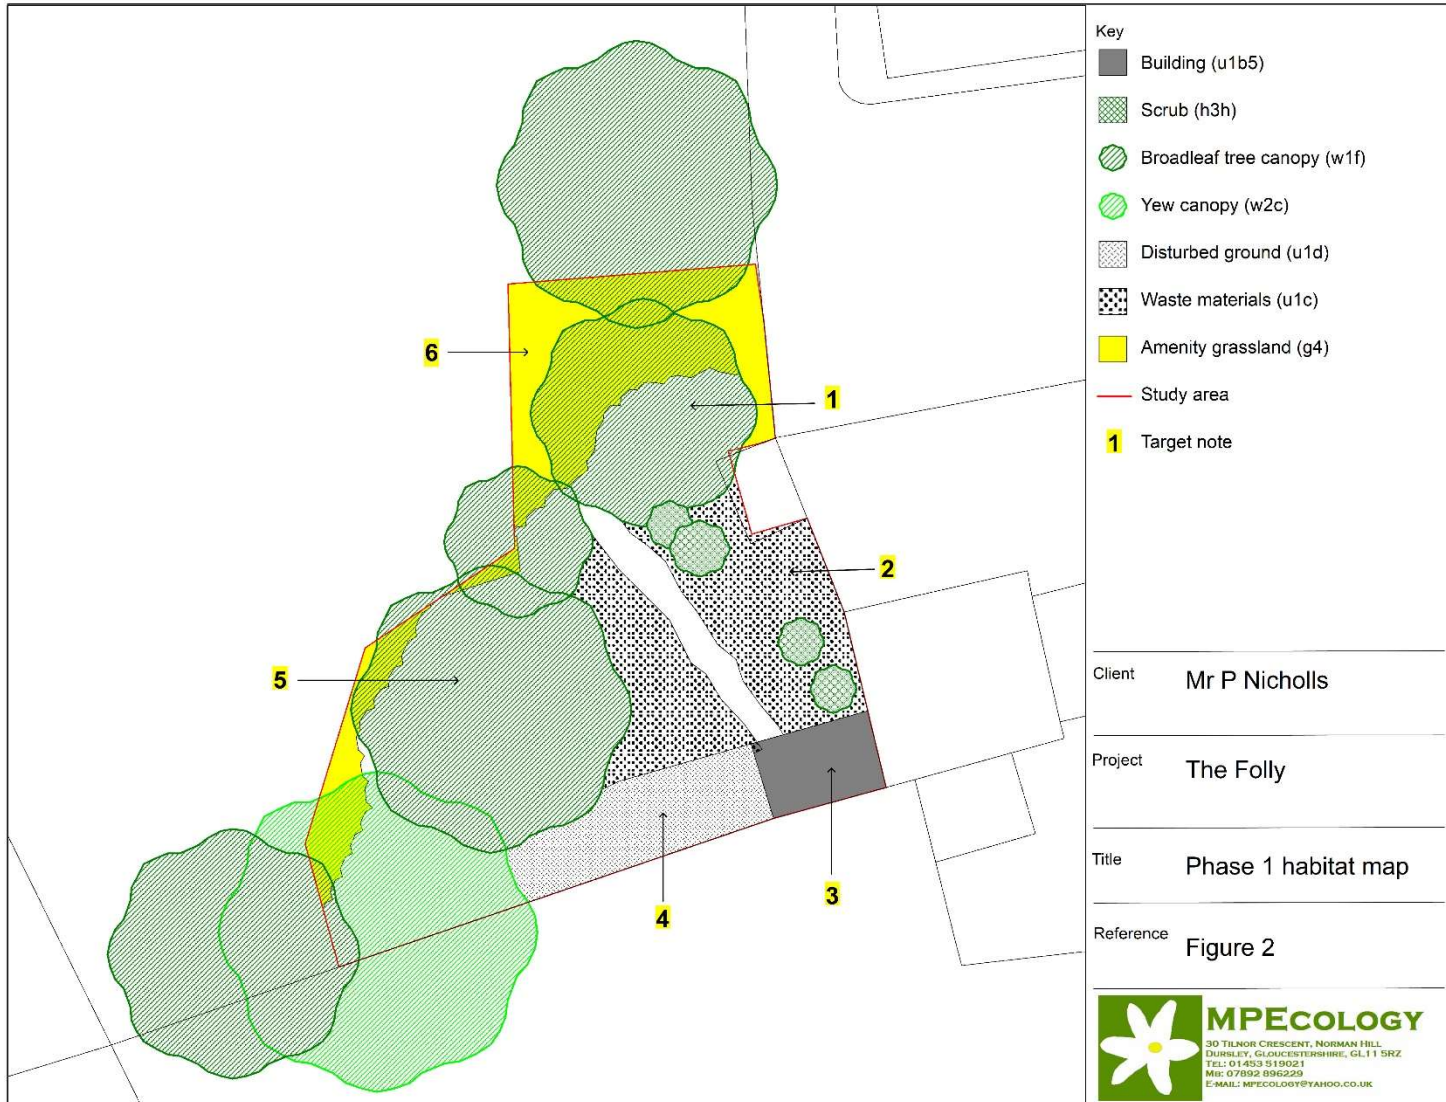 Key
Building (u1b5)
Scrub (h3h)
Broadleaf tree canopy (w1f)
Yew canopy (w2c)
Disturbed ground (u1d)
Waste materials (u1c)
Amenity grassland (g4)
Study area
1 Target note
6
1
2
5
3
4
Client Mr P Nicholls
Project The Folly
Title Phase 1 habitat map
Reference Figure 2
MPECOLOGY
30 TILNOR CRESCENT, NORMAN HILL
DURSLEY, GLOUCESTERSHIRE, GL11 5RZ
TEL: 01453 519021
MB: 07892 896229
E-MAIL: MPECOLOGY@YAHOO.CO.UK